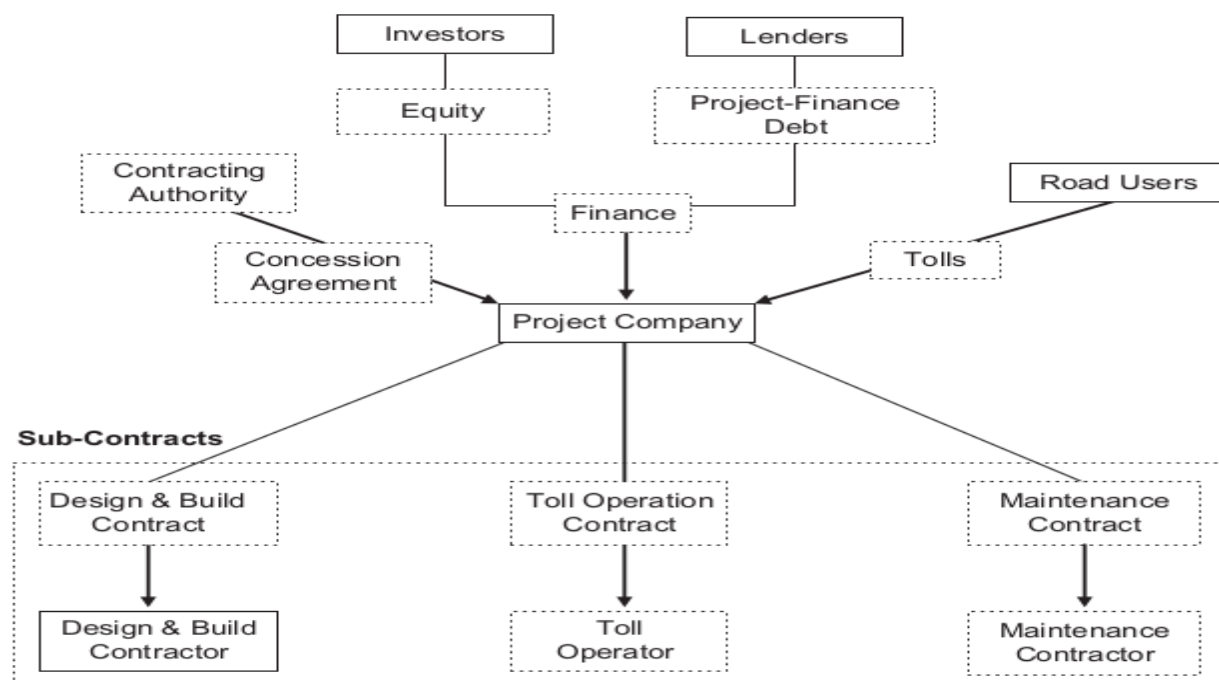 Investors
Lenders
Equity
Project-Finance
Debt
Contracting
Authority
Road Users
Finance
Concession
Agreement
Tolls
Project Company
Sub-Contracts
Design & Build
Contract
Toll Operation
Contract
Maintenance
Contract
Design & Build
Contractor
Toll
Operator
Maintenance
Contractor